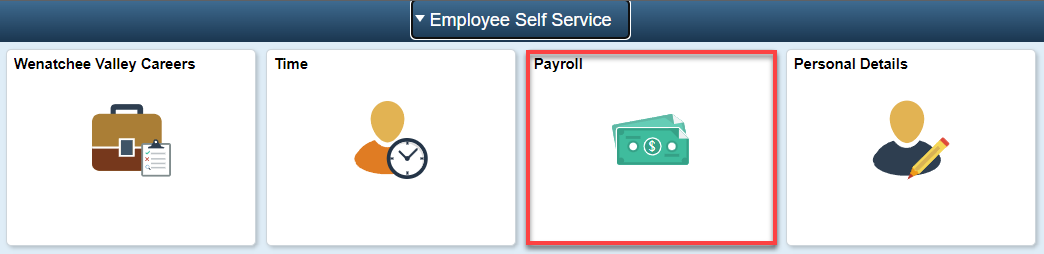 Employee Self Service
Wenatchee Valley Careers
Time
Payroll
Personal Details
$